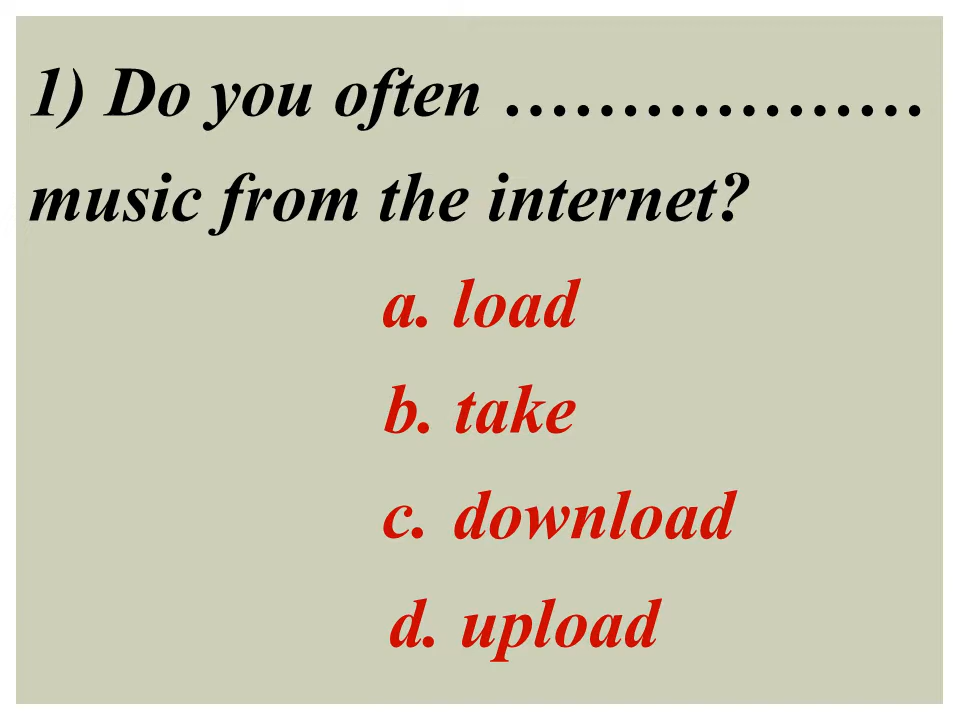 1) Do you often ………………
music from the internet?
a. load
b. take
c. download
d. upload